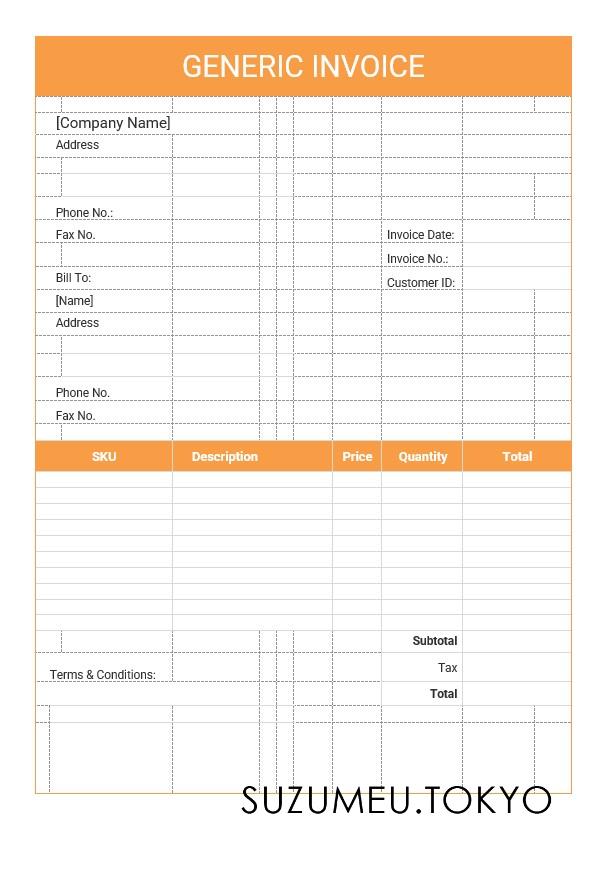 GENERIC INVOICE
[Company Name]
Address
Phone No.:
Fax No.
Invoice Date:
Invoice No.:
Bill To:
Customer ID:
[Name]
Address
Phone No.
Fax No.
SKU Description Price Quantity Total
Subtotal
Tax
Terms & Conditions:
Total
SUZUMEU.TOKYO